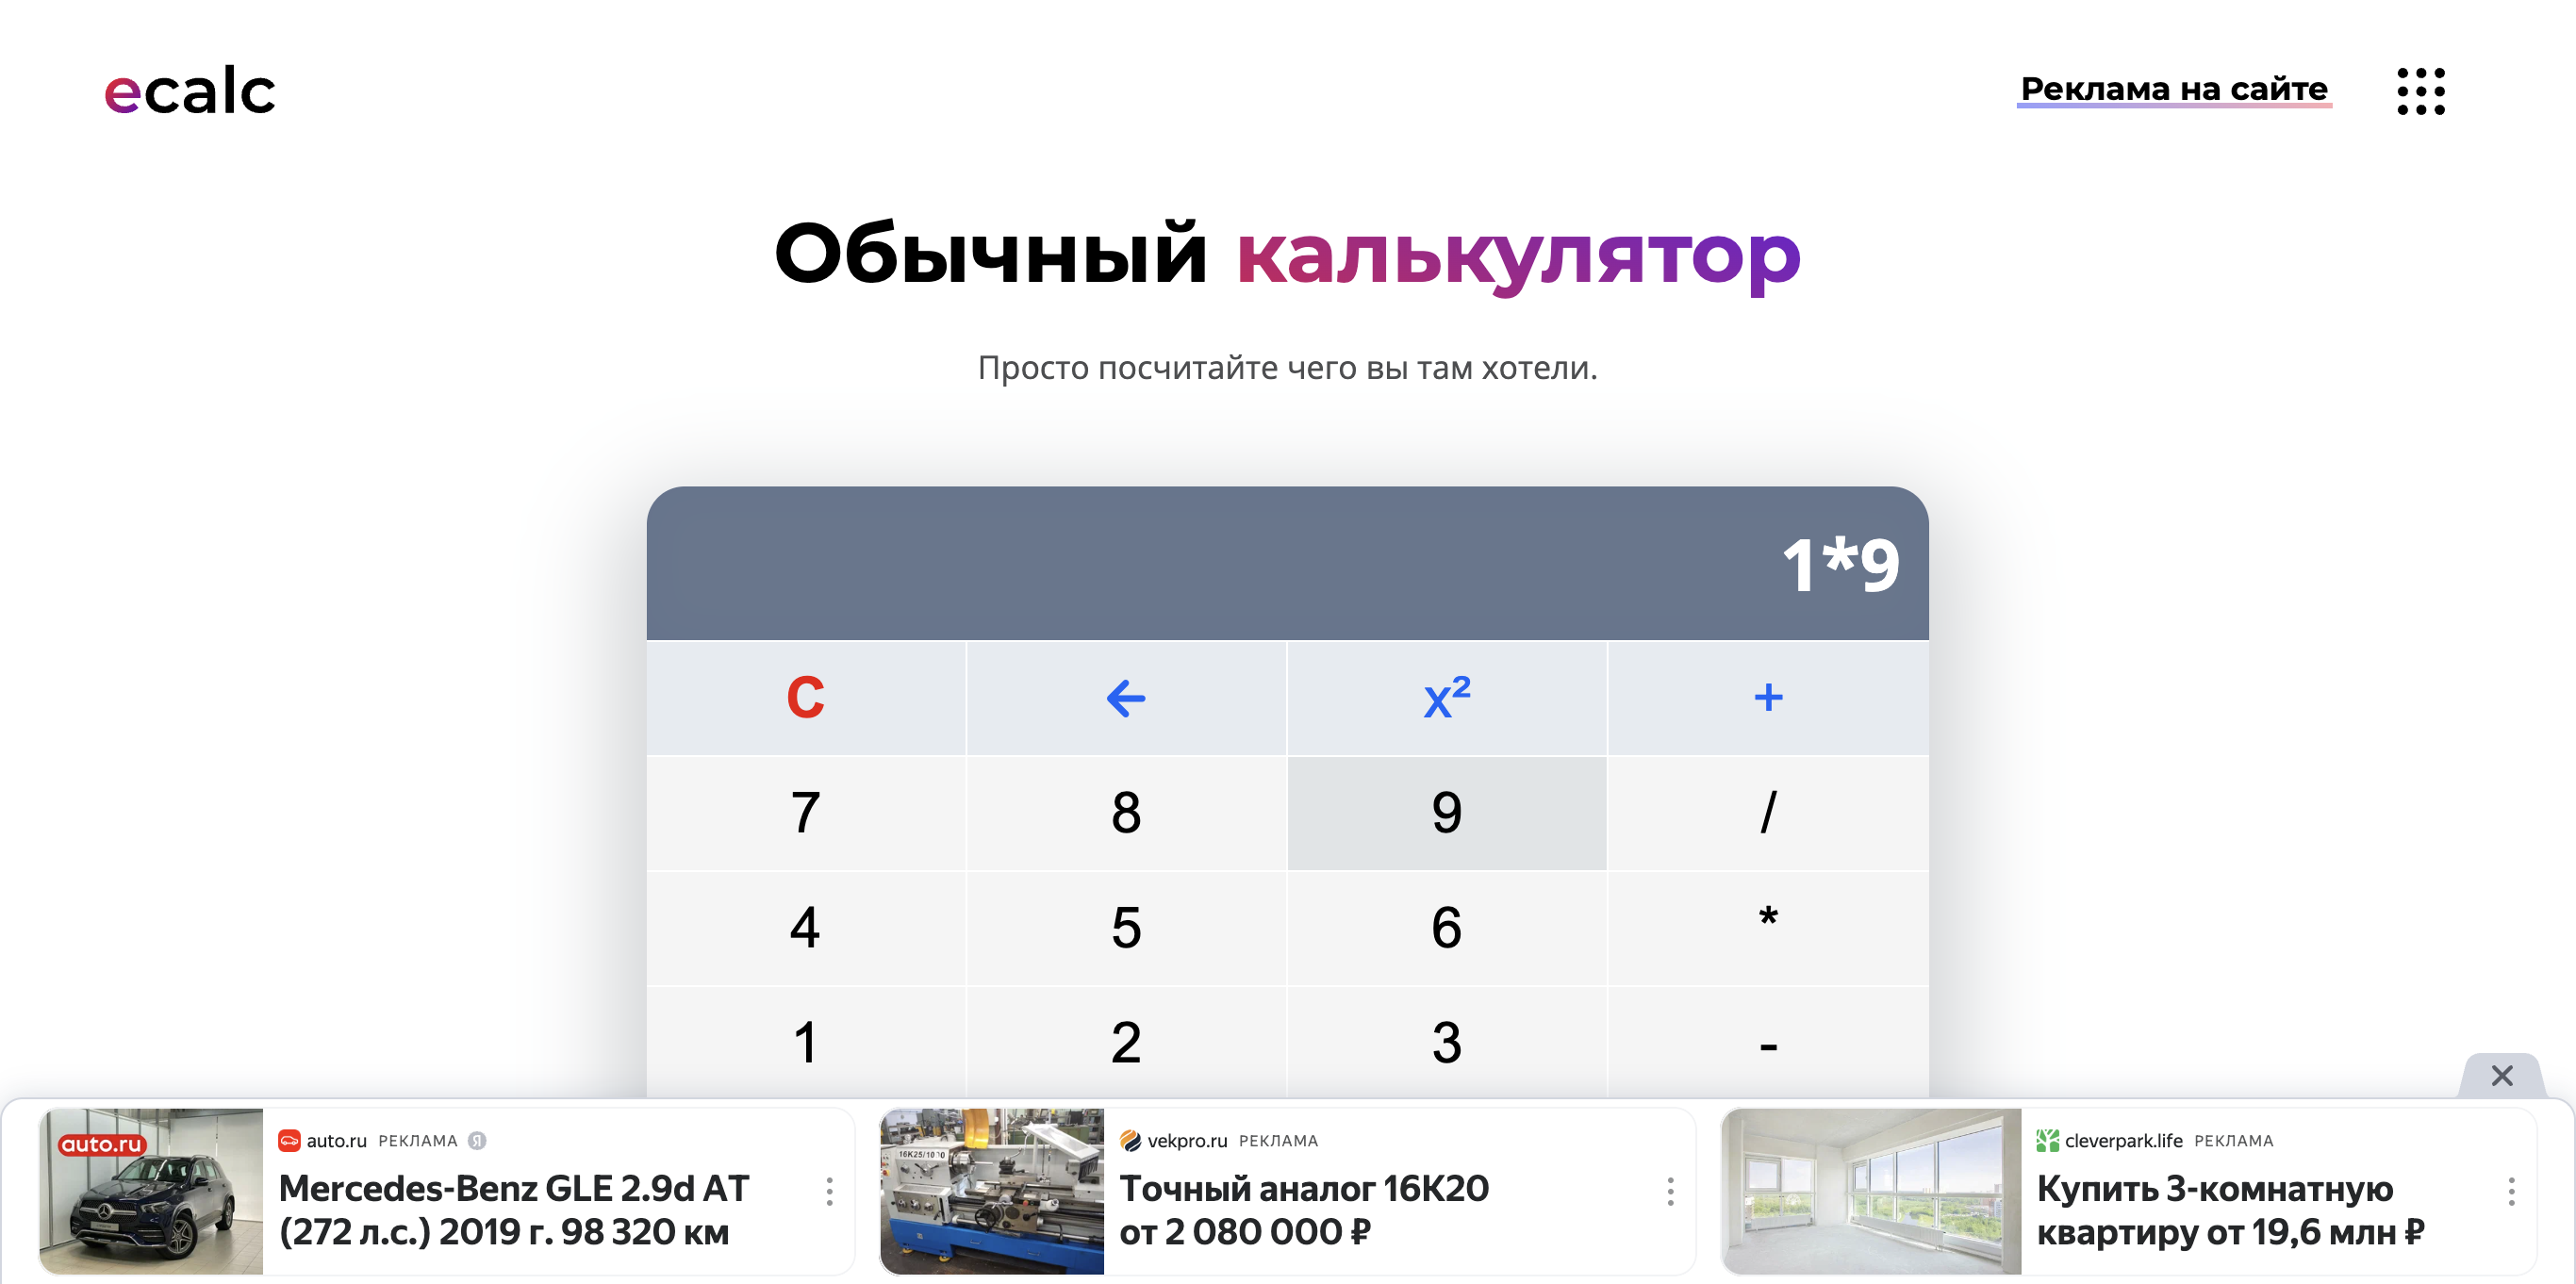 ecalc
Реклама на сайте
Обычный калькулятор
Просто посчитайте чего вы там хотели.
1*9
C ← x² +
7 8 9 /
4 5 6 *
1 2 3 -
auto.ru
auto.ru РЕКЛАМА Я
Mercedes-Benz GLE 2.9d AT
(272 л.с.) 2019 г. 98 320 км
16K25/1000
vekpro.ru РЕКЛАМА
Точный аналог 16К20
от 2 080 000 ₽
cleverpark.life РЕКЛАМА
Купить 3-комнатную
квартиру от 19,6 млн ₽